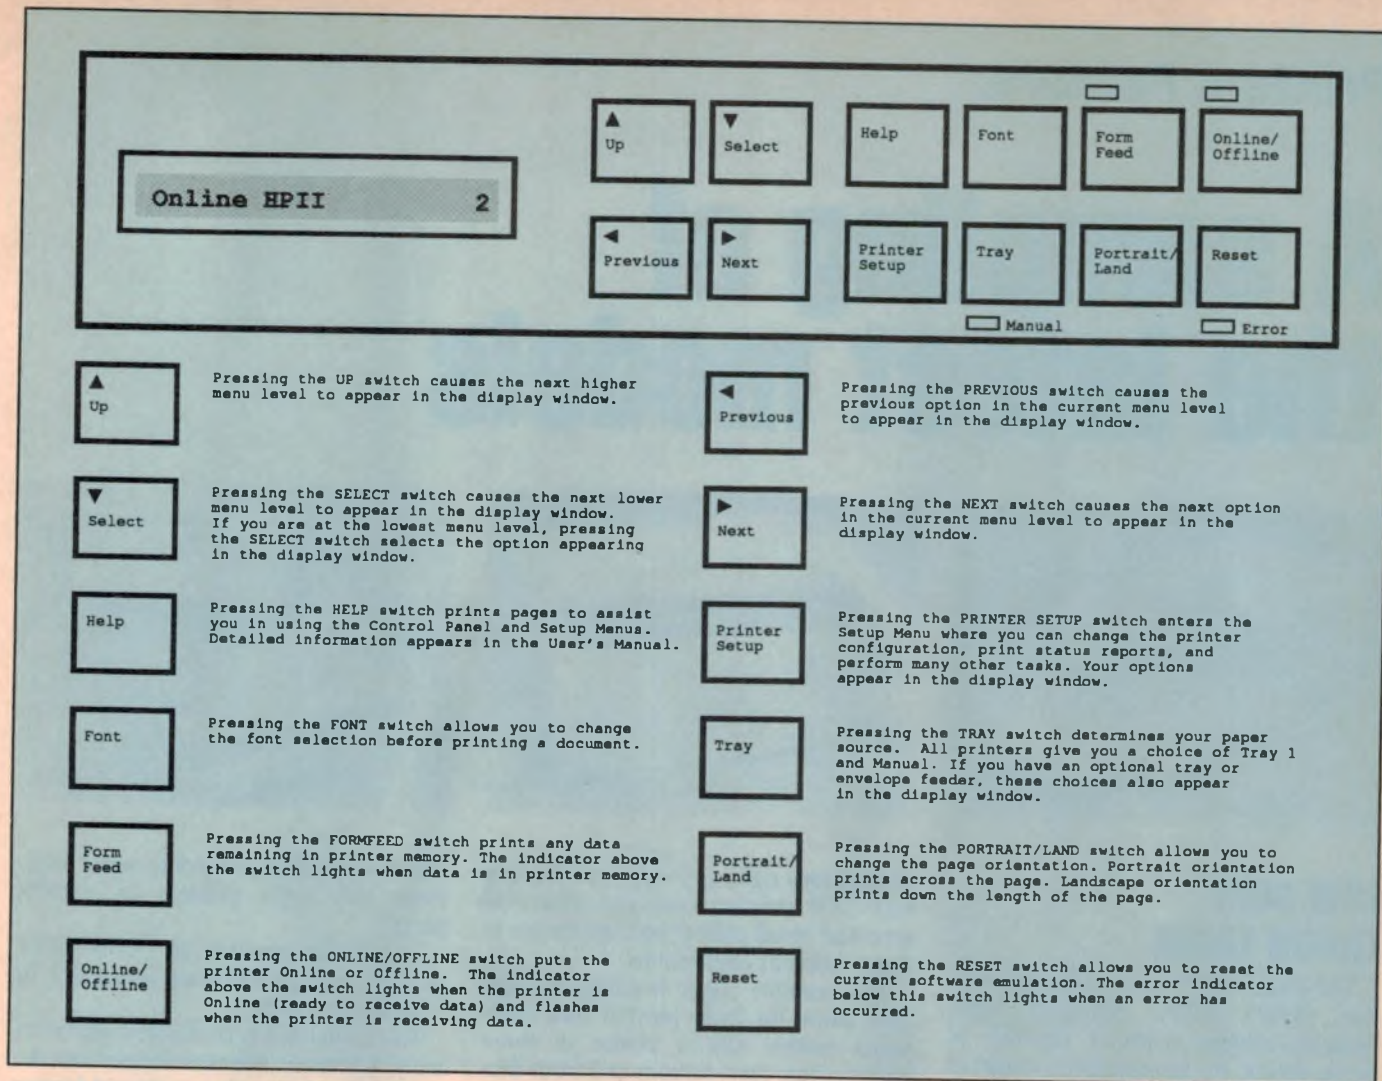 Up
Select
Help
Font
Form
Feed
Online/
Offline
Online HPII 2
Previous
Next
Printer
Setup
Tray
Portrait/
Land
Reset
Manual
Error
Up
Pressing the UP switch causes the next higher
menu level to appear in the display window.
Select
Pressing the SELECT switch causes the next lower
menu level to appear in the display window.
If you are at the lowest menu level, pressing
the SELECT switch selects the option appearing
in the display window.
Help
Pressing the HELP switch prints pages to assist
you in using the Control Panel and Setup Menus.
Detailed information appears in the User's Manual.
Font
Pressing the FONT switch allows you to change
the font selection before printing a document.
Form
Feed
Pressing the FORMFEED switch prints any data
remaining in printer memory. The indicator above
the switch lights when data is in printer memory.
Online/
Offline
Pressing the ONLINE/OFFLINE switch puts the
printer Online or Offline. The indicator
above the switch lights when the printer is
Online (ready to receive data) and flashes
when the printer is receiving data.
Previous
Pressing the PREVIOUS switch causes the
previous option in the current menu level
to appear in the display window.
Next
Pressing the NEXT switch causes the next option
in the current menu level to appear in the
display window.
Printer
Setup
Pressing the PRINTER SETUP switch enters the
Setup Menu where you can change the printer
configuration, print status reports, and
perform many other tasks. Your options
appear in the display window.
Tray
Pressing the TRAY switch determines your paper
source. All printers give you a choice of Tray 1
and Manual. If you have an optional tray or
envelope feeder, these choices also appear
in the display window.
Portrait/
Land
Pressing the PORTRAIT/LAND switch allows you to
change the page orientation. Portrait orientation
prints across the page. Landscape orientation
prints down the length of the page.
Reset
Pressing the RESET switch allows you to reset the
current software emulation. The error indicator
below this switch lights when an error has
occurred.